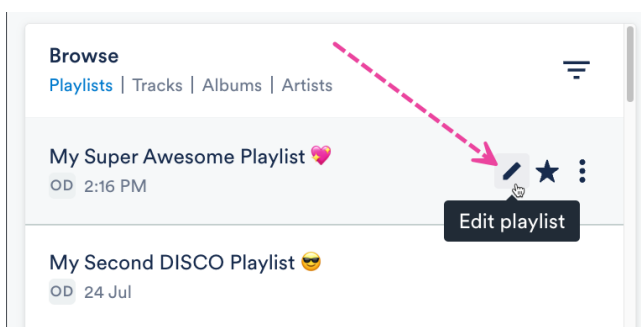 Browse
Playlists | Tracks | Albums | Artists
My Super Awesome Playlist 💖
OD 2:16 PM
Edit playlist
My Second DISCO Playlist 😎
OD 24 Jul